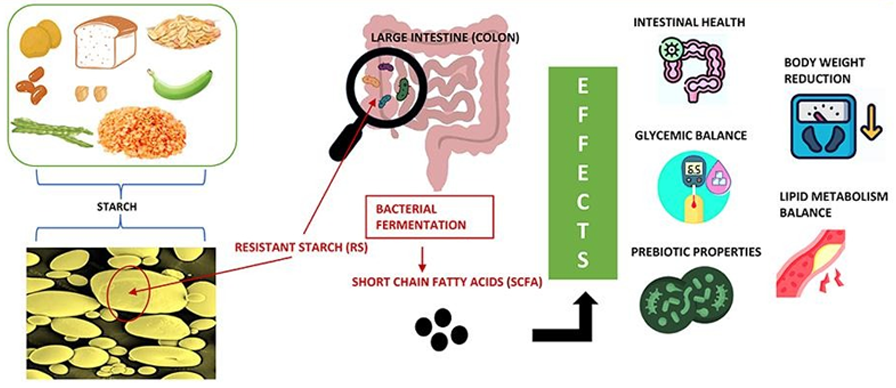 STARCH
RESISTANT STARCH (RS)
LARGE INTESTINE (COLON)
BACTERIAL
FERMENTATION
SHORT CHAIN FATTY ACIDS (SCFA)
EFFECTS
INTESTINAL HEALTH
BODY WEIGHT
REDUCTION
GLYCEMIC BALANCE
6.5
LIPID METABOLISM
BALANCE
PREBIOTIC PROPERTIES